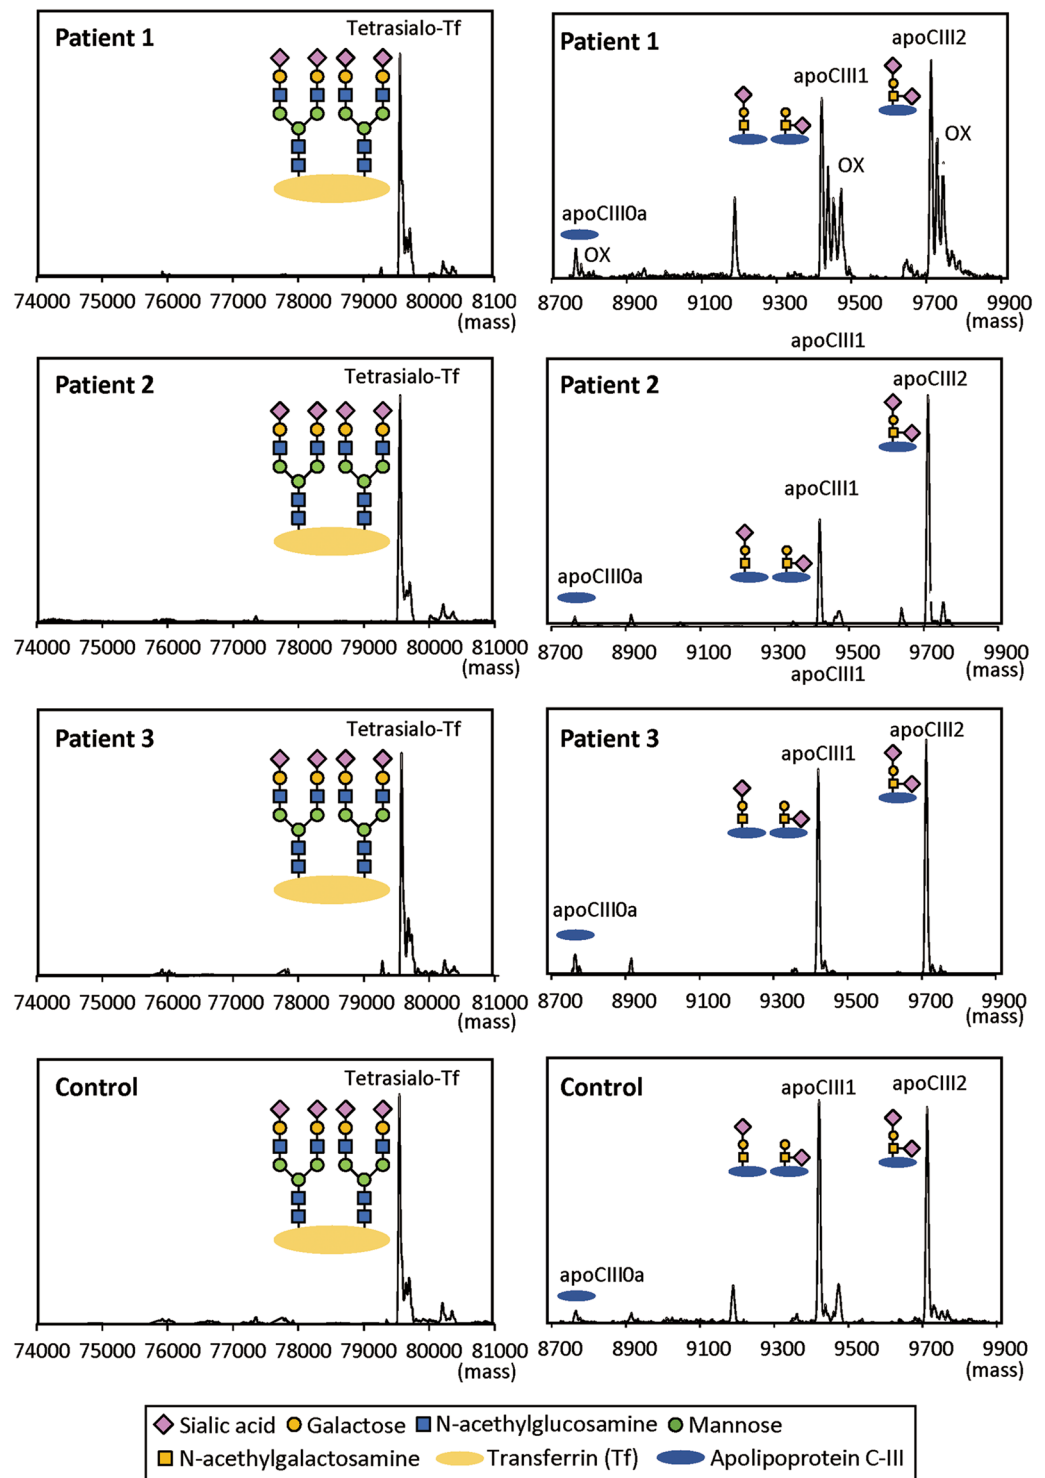 Patient 1
Tetrasialo-Tf
74000 75000 76000 77000 78000 79000 80000 81000
(mass)
Patient 1
apoCIII2
apoCIII1
OX
OX
apoCIII0a
OX
8700 8900 9100 9300 9500 9700 9900
(mass)
apoCIII1
Patient 2
Tetrasialo-Tf
74000 75000 76000 77000 78000 79000 80000 81000
(mass)
Patient 2
apoCIII2
apoCIII1
apoCIII0a
8700 8900 9100 9300 9500 9700 9900
(mass)
apoCIII1
Patient 3
Tetrasialo-Tf
74000 75000 76000 77000 78000 79000 80000 81000
(mass)
Patient 3
apoCIII2
apoCIII1
apoCIII0a
8700 8900 9100 9300 9500 9700 9900
(mass)
Control
Tetrasialo-Tf
74000 75000 76000 77000 78000 79000 80000 81000
(mass)
Control
apoCIII2
apoCIII1
apoCIII0a
8700 8900 9100 9300 9500 9700 9900
(mass)
Sialic acid Galactose N-acetylglucosamine Mannose
N-acetylgalactosamine Transferrin (Tf) Apolipoprotein C-III